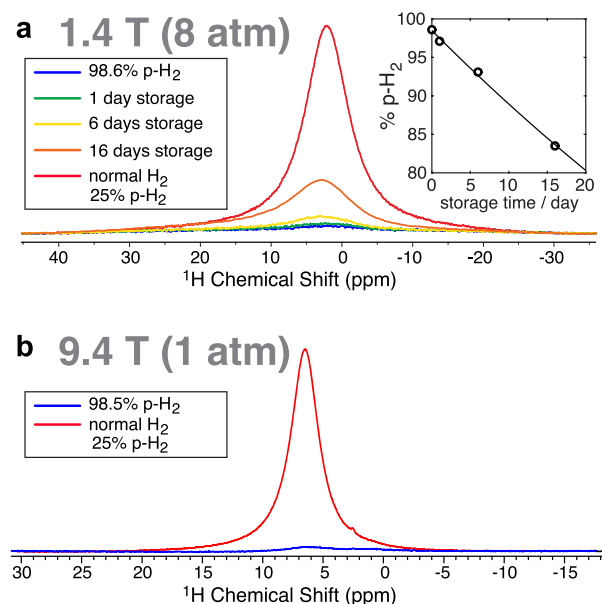 a 1.4 T (8 atm)
98.6% p-H2
1 day storage
6 days storage
16 days storage
normal H2
25% p-H2
100
95
90
85
80
% p-H2
0 5 10 15 20
storage time / day
40 30 20 10 0 -10 -20 -30
1H Chemical Shift (ppm)
b 9.4 T (1 atm)
98.5% p-H2
normal H2
25% p-H2
30 25 20 15 10 5 0 -5 -10 -15
1H Chemical Shift (ppm)